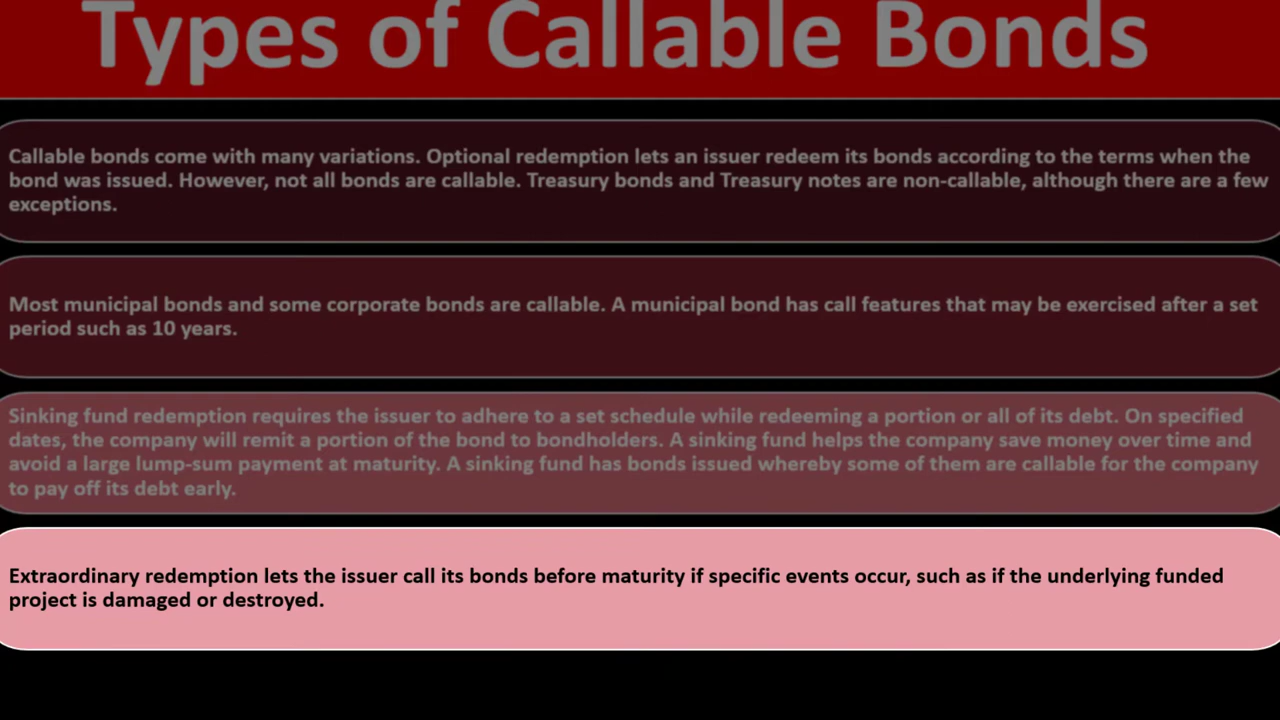 Types of Callable Bonds
Callable bonds come with many variations. Optional redemption lets an issuer redeem its bonds according to the terms when the
bond was issued. However, not all bonds are callable. Treasury bonds and Treasury notes are non-callable, although there are a few
exceptions.
Most municipal bonds and some corporate bonds are callable. A municipal bond has call features that may be exercised after a set
period such as 10 years.
Sinking fund redemption requires the issuer to adhere to a set schedule while redeeming a portion or all of its debt. On specified
dates, the company will remit a portion of the bond to bondholders. A sinking fund helps the company save money over time and
avoid a large lump-sum payment at maturity. A sinking fund has bonds issued whereby some of them are callable for the company
to pay off its debt early.
Extraordinary redemption lets the issuer call its bonds before maturity if specific events occur, such as if the underlying funded
project is damaged or destroyed.